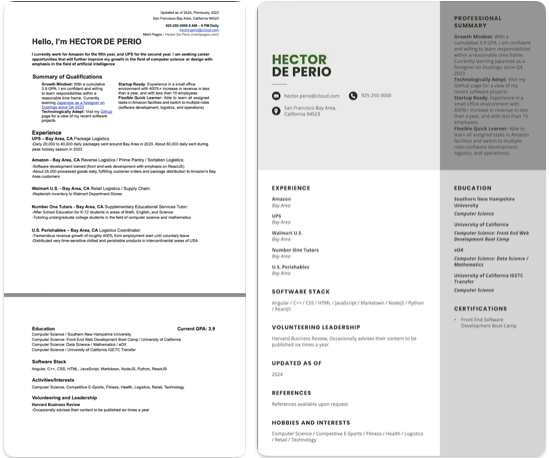 Updated as of 2024. Previously 2023
San Francisco Bay Area, California 94523
925-250-3000 8 AM - 6 PM Daily
hector.perio@icloud.com
Merit Pages - Hector De Perio (meritpages.com)
Hello, I'm HECTOR DE PERIO
I currently work for Amazon for the fifth year, and UPS for the second year. I am seeking career
opportunities that will further improve my growth in the field of computer science or design with
emphasis in the field of artificial intelligence
Summary of Qualifications
Growth Mindset: With a
cumulative 3.9 GPA, I am
confident and willing
to learn responsibilities within
a reasonable time frame. Currently
learning Japanese as a foreigner on
Duolingo since Q4 2023
Technologically Adept: Visit my Github
page for a view of my recent
software projects
Startup Ready: Experience in a small
office environment with 400%+ increase in revenue in less
than a year, and with less than 10 employees
Flexible Quick Learner: Able to learn all assigned
tasks in Amazon facilities and switch to multiple roles
(software development, logistics, and operations)
Experience
UPS – Bay Area, CA Package Logistics:
-Daily 20,000 to 40,000 daily packages sent around Bay Area in 2023. About 60,000 daily sent during
peak holiday season in 2023
Amazon - Bay Area, CA Reverse Logistics / Prime Pantry / Sortation Logistics:
-Software development trained (front and web development with emphasis on ReactJS)
-About 25,000 processed goods daily, fulfilling customer orders and package distribution to Amazon's Bay
Area facilities
Walmart U.S. - Bay Area, CA Retail Logistics / Supply Chain:
-Replenish inventory to Walmart Department Stores
Number One Tutors - Bay Area, CA Supplementary Educational Services Tutor:
-After School Education for K-12 students in areas of Math, English, and Science
-Tutoring undergraduate college students in the field of computer science and mathematics
U.S. Perishables – Bay Area, CA Logistics Coordinator:
-Tremendous revenue growth of roughly 400% from employment start until voluntary leave
-Distributed very time-sensitive chilled and perishable products in intercontinental areas of USA
Education Current GPA: 3.9
Computer Science / Southern New Hampshire University
Computer Science: Front End Web Development Boot Camp / University of California
Computer Science: Data Science / Mathematics / eDX
Computer Science / University of California IGETC Transfer
Software Stack
Angular, C++, CSS, HTML, JavaScript, Markdown, NodeJS, Python, ReactJS
Activities/Interests
Computer Science, Competitive E-Sports, Fitness, Health, Logistics, Retail, Technology
Volunteering and Leadership
Harvard Business Review
-Occasionally advises their content to be published six times a year
HECTOR
DE PERIO
hector.perio@icloud.com
925-250-3000
San Francisco Bay Area,
California 94523
PROFESSIONAL
SUMMARY
Growth Mindset: With a
cumulative 3.9 GPA, I am confident
and willing to learn responsibilities
within a reasonable time frame.
Currently learning Japanese as a
foreigner on Duolingo since Q4
2023
Technologically Adept: Visit my
GitHub page for a view of my recent
software projects
Startup Ready: Experience in a small
office environment with
400%+ increase in revenue in less
than a year, and with less than 10
employees
Flexible Quick Learner: Able to
learn all assigned tasks in Amazon
facilities and switch to multiple
roles (software development,
logistics, and operations)
EXPERIENCE
Amazon
Bay Area
UPS
Bay Area
Walmart U.S.
Bay Area
Number One Tutors
Bay Area
U.S. Perishables
Bay Area
SOFTWARE STACK
Angular / C++ / CSS / HTML / JavaScript / Markdown / NodeJS / Python
/ ReactJS
VOLUNTEERING LEADERSHIP
Harvard Business Review, Occasionally advises their content to be
published six times a year
UPDATED AS OF
2024
REFERENCES
References available upon request
HOBBIES AND INTERESTS
Computer Science / Competitive E-Sports / Fitness / Health / Logistics
/ Retail / Technology
EDUCATION
Southern New Hampshire
University
Computer Science
University of California
Computer Science: Front End Web
Development Boot Camp
eDX
Computer Science: Data Science /
Mathematics
University of California IGETC
Transfer
Computer Science
CERTIFICATIONS
Front End Software
Development Boot Camp